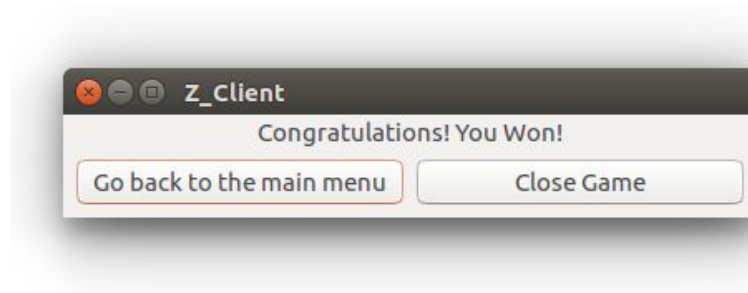 Z_Client
Congratulations! You Won!
Go back to the main menu Close Game